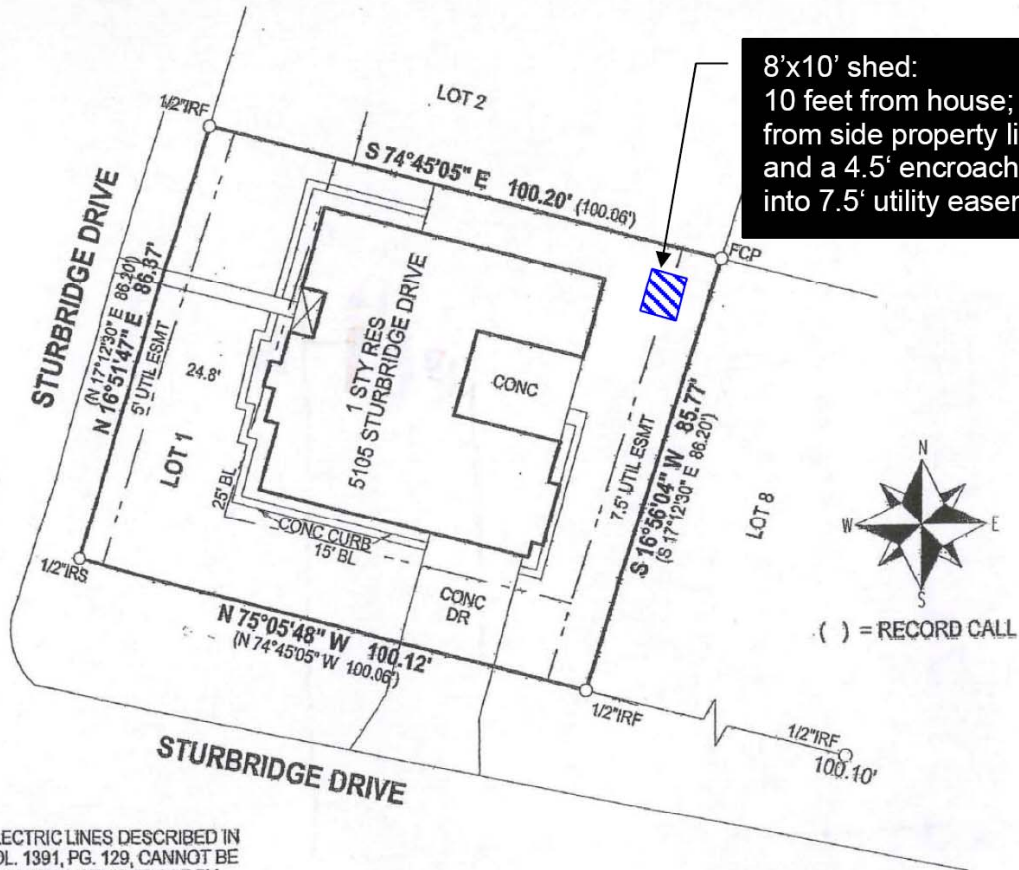 8’x10’ shed:
10 feet from house;
from side property
and a 4.5‘
into 7.5‘ utility
LOT 2
1/2"IRF
S 74°45'05" E 100.20' (100.06')
FCP
STURBRIDGE DRIVE
(N 17°12'30" E 86.20')
N 16°51'47" E 86.37'
5' UTIL ESMT
24.8'
LOT 1
1 STY RES
5105 STURBRIDGE DRIVE
CONC
7.5' UTIL ESMT
S 16°56'04" W 85.77'
(S 17°12'30" E 86.20')
LOT 8
N
W E
S
( ) = RECORD CALL
25' BL
CONC CURB
15' BL
CONC
DR
1/2"IRS
N 75°05'48" W 100.12'
(N 74°45'05" W 100.06')
1/2"IRF
1/2"IRF
100.10'
STURBRIDGE DRIVE
LINES DESCRIBED IN
1391, PG. 129, CANNOT BE